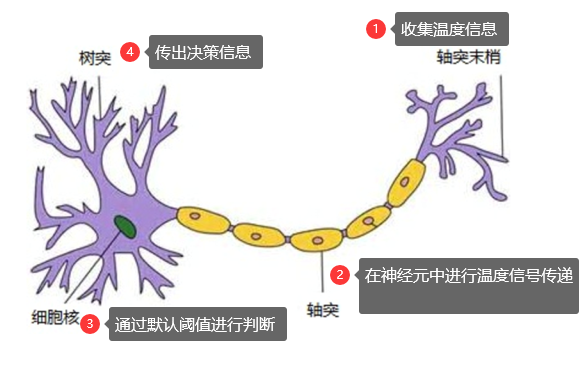 1 收集温度信息
树突
4 传出决策信息
轴突末梢
2 在神经元中进行温度信号传递
轴突
细胞核
3 通过默认阈值进行判断